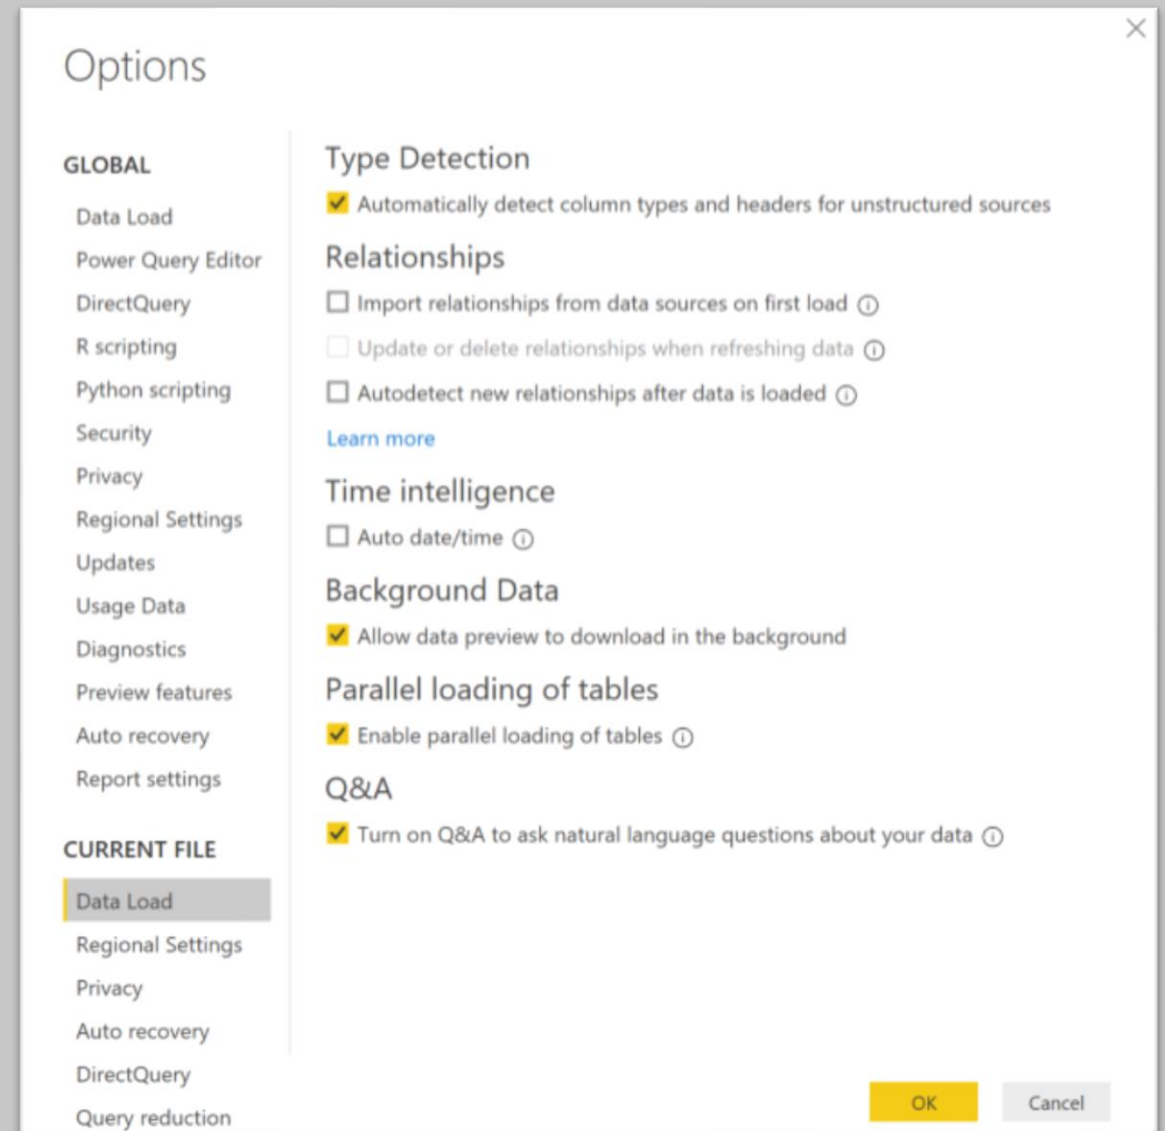 Options
GLOBAL
Data Load
Power Query Editor
DirectQuery
R scripting
Python scripting
Security
Privacy
Regional Settings
Updates
Usage Data
Diagnostics
Preview features
Auto recovery
Report settings
CURRENT FILE
Data Load
Regional Settings
Privacy
Auto recovery
DirectQuery
Query reduction
Type Detection
Automatically detect column types and headers for unstructured sources
Relationships
Import relationships from data sources on first load
Update or delete relationships when refreshing data
Autodetect new relationships after data is loaded
Learn more
Time intelligence
Auto date/time
Background Data
Allow data preview to download in the background
Parallel loading of tables
Enable parallel loading of tables
Q&A
Turn on Q&A to ask natural language questions about your data
OK
Cancel